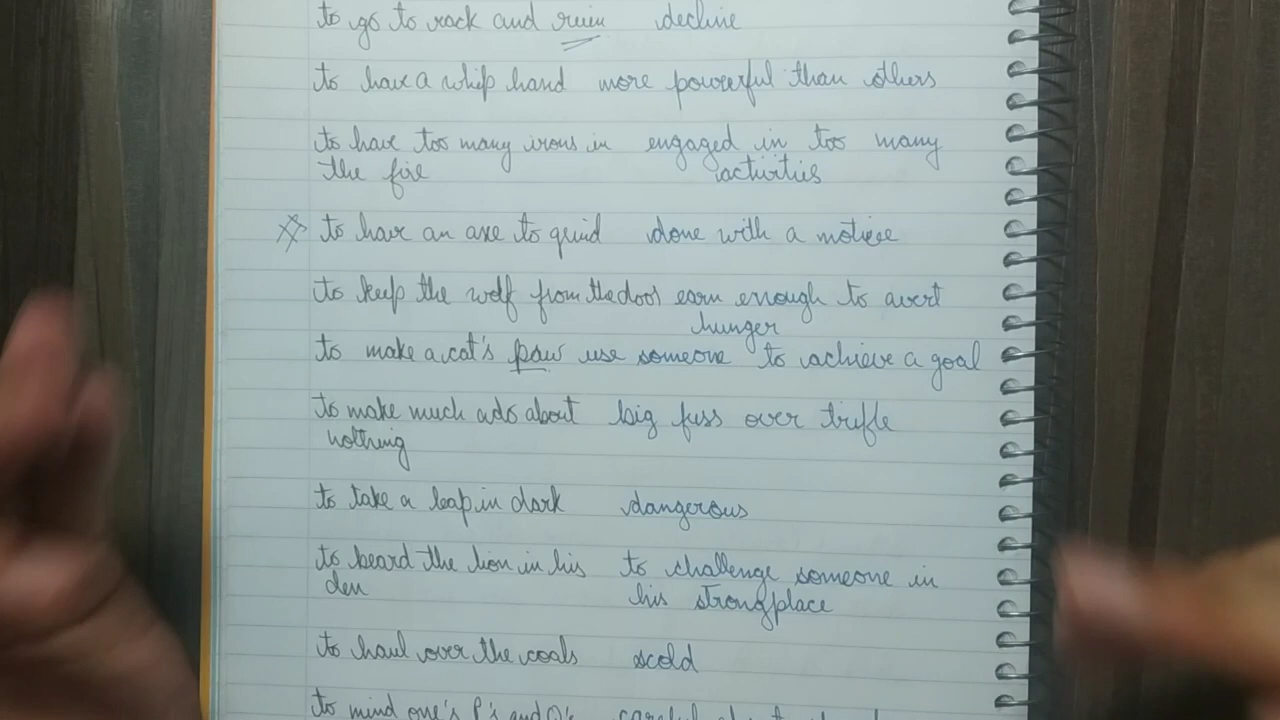 to go to rack and ruin decline
to have a whip hand more powerful than others
to have too many irons in engaged in too many
the fire activities
to have an axe to grind done with a motive
to keep the wolf from the door earn enough to avert
hunger
to make a cat's paw use someone to achieve a goal
to make much ado about big fuss over trifle
nothing
to take a leap in dark dangerous
to beard the lion in his to challenge someone in
den his strongplace
to haul over the coals scold
to mind one's P's and Q's careful